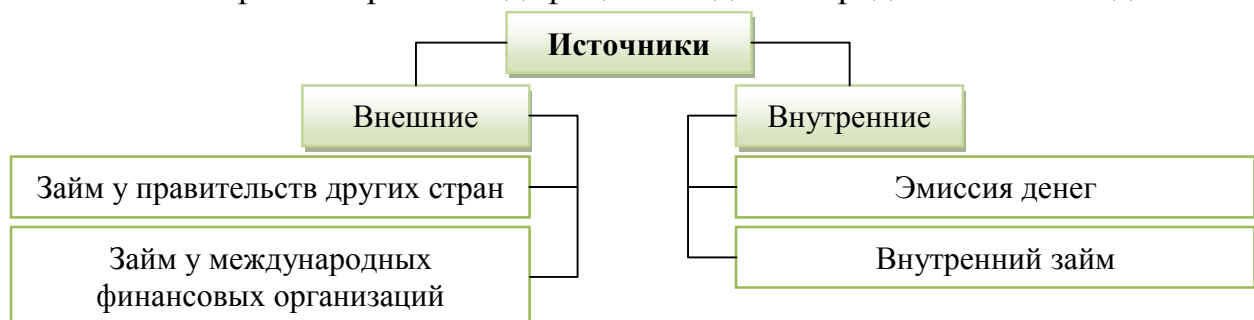 Источники
Внешние
Внутренние
Займ у правительств других стран
Эмиссия денег
Займ у международных
финансовых организаций
Внутренний займ